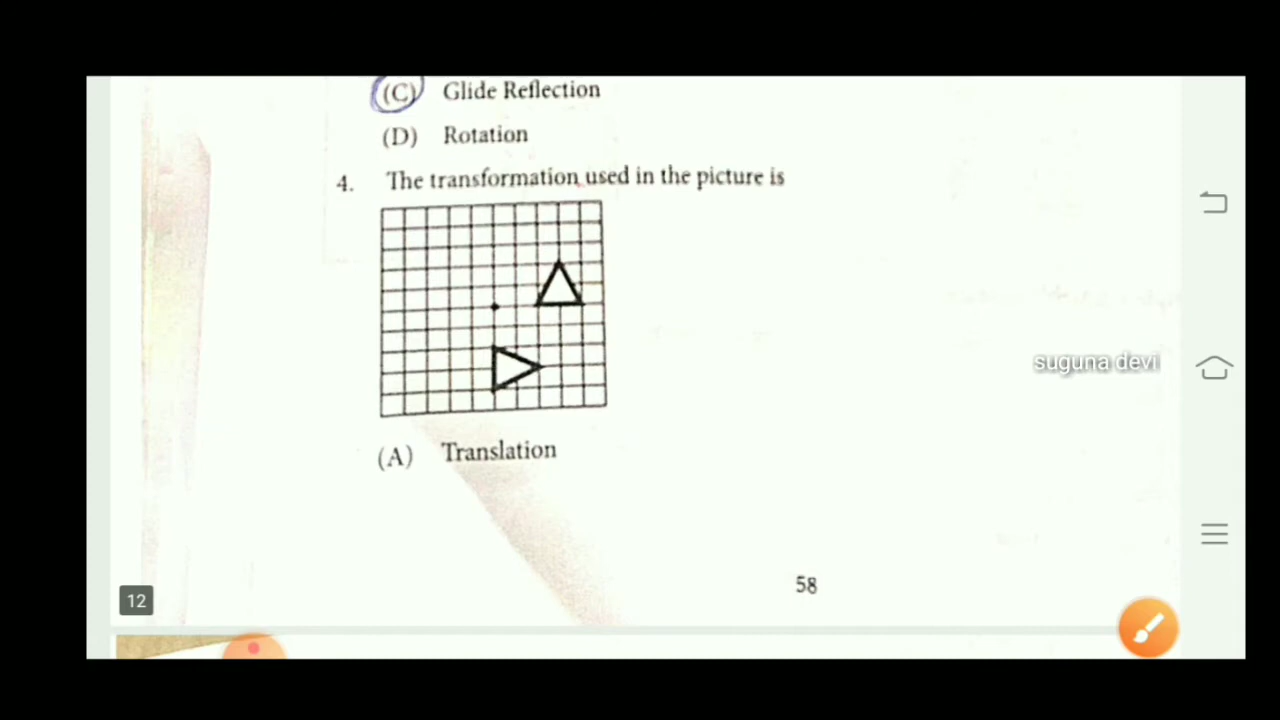 (C) Glide Reflection
(D) Rotation
4. The transformation used in the picture is
(A) Translation
suguna devi
58
12